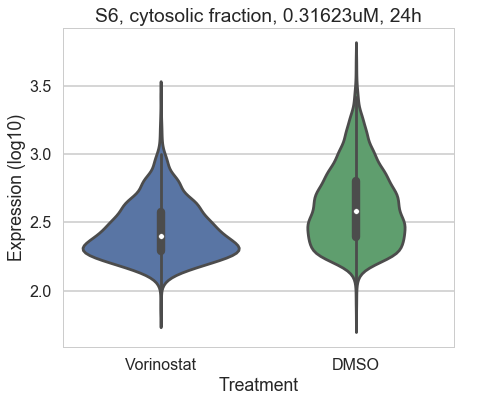 S6, cytosolic fraction, 0.31623uM, 24h
Expression (log10)
3.5
3.0
2.5
2.0
Vorinostat
DMSO
Treatment